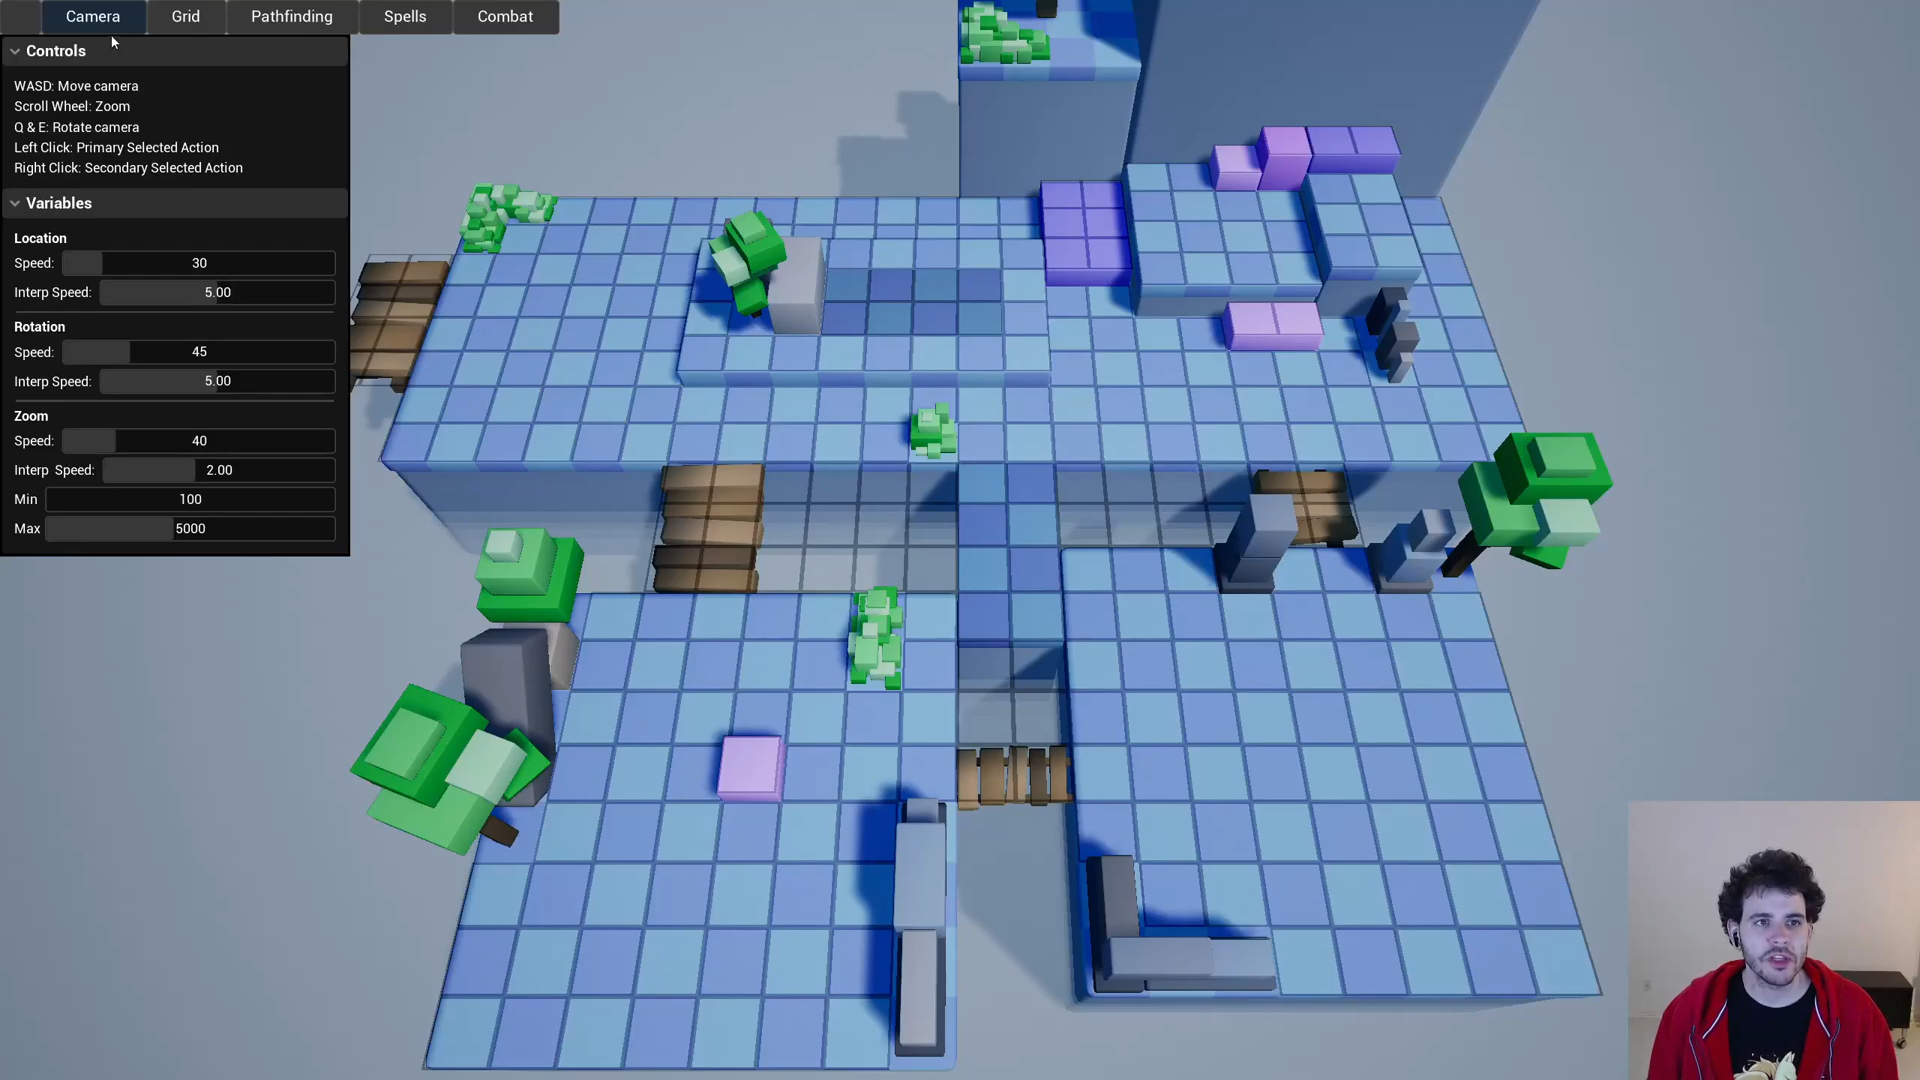 Camera
Grid
Pathfinding
Spells
Combat
Controls
WASD: Move camera
Scroll Wheel: Zoom
Q & E: Rotate camera
Left Click: Primary Selected Action
Right Click: Secondary Selected Action
Variables
Location
Speed: 30
Interp Speed: 5.00
Rotation
Speed: 45
Interp Speed: 5.00
Zoom
Speed: 40
Interp Speed: 2.00
Min 100
Max 5000